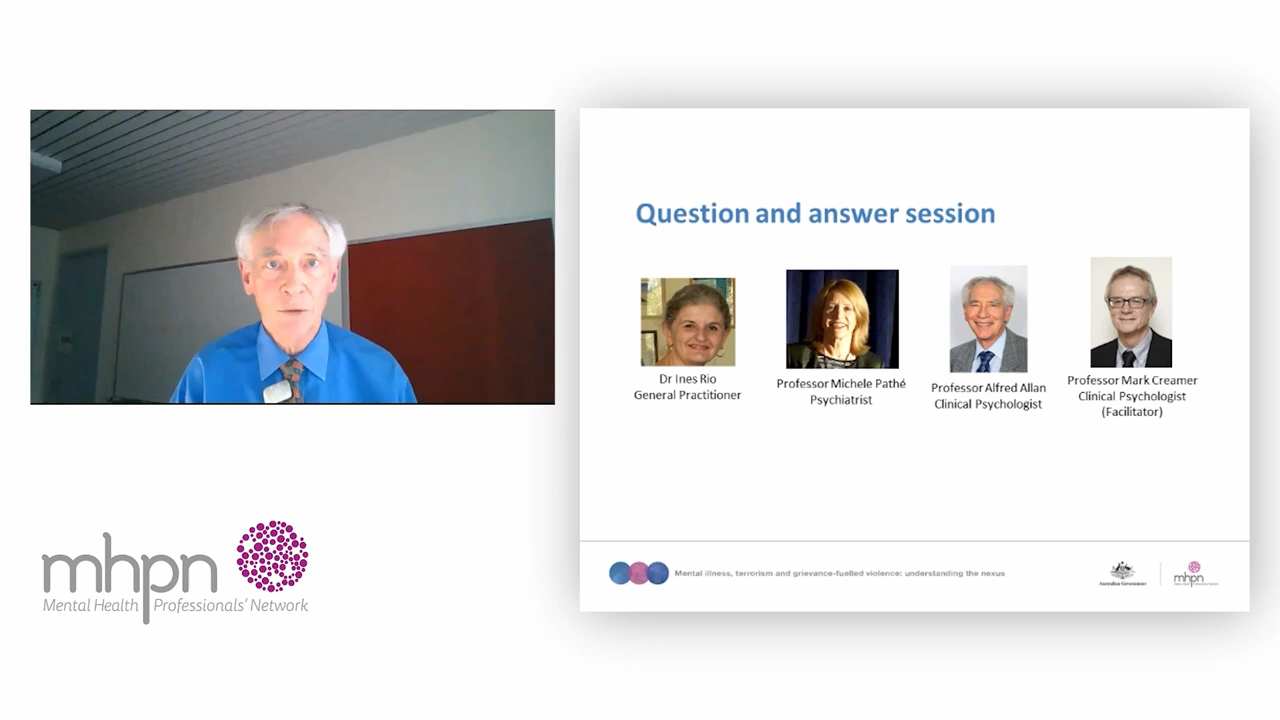 Question and answer session
Dr Ines Rio
General Practitioner
Professor Michele Pathé
Psychiatrist
Professor Alfred Allan
Clinical Psychologist
Professor Mark Creamer
Clinical Psychologist
(Facilitator)
mhpn
Mental Health Professionals' Network
Mental illness, terrorism and grievance-fuelled violence: understanding the nexus
Australian Government
mhpn